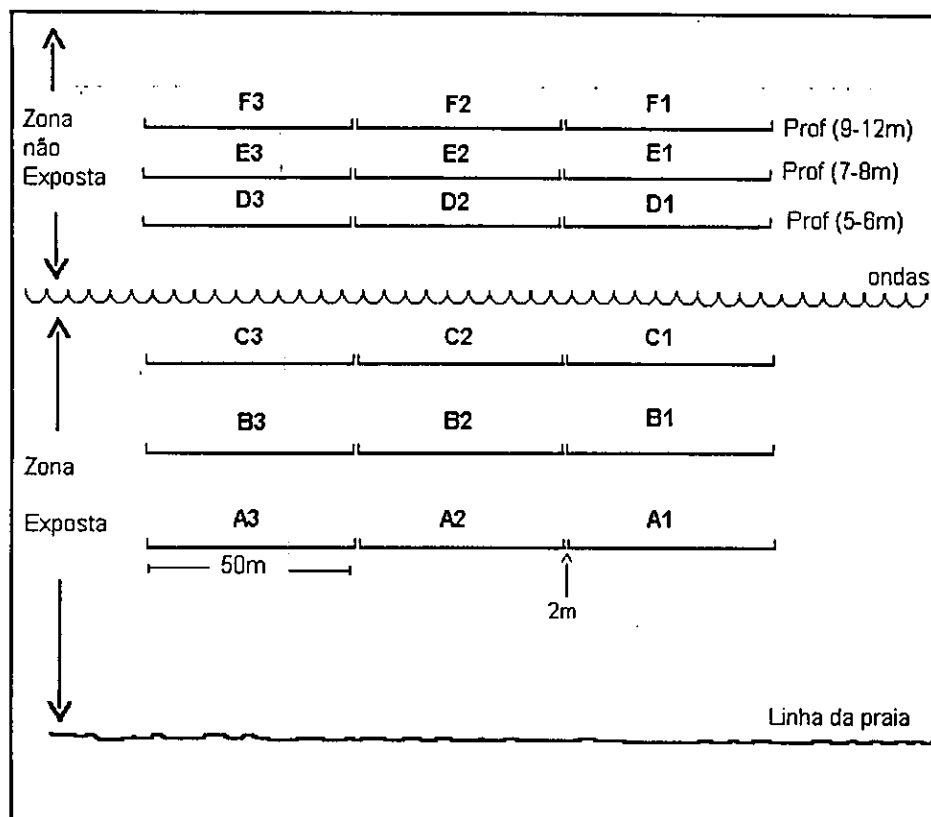 F3 F2 F1
Zona
não
Exposta
Prof (9-12m)
E3 E2 E1
Prof (7-8m)
D3 D2 D1
Prof (5-6m)
ondas
C3 C2 C1
B3 B2 B1
Zona
Exposta
A3 A2 A1
50m
2m
Linha da praia